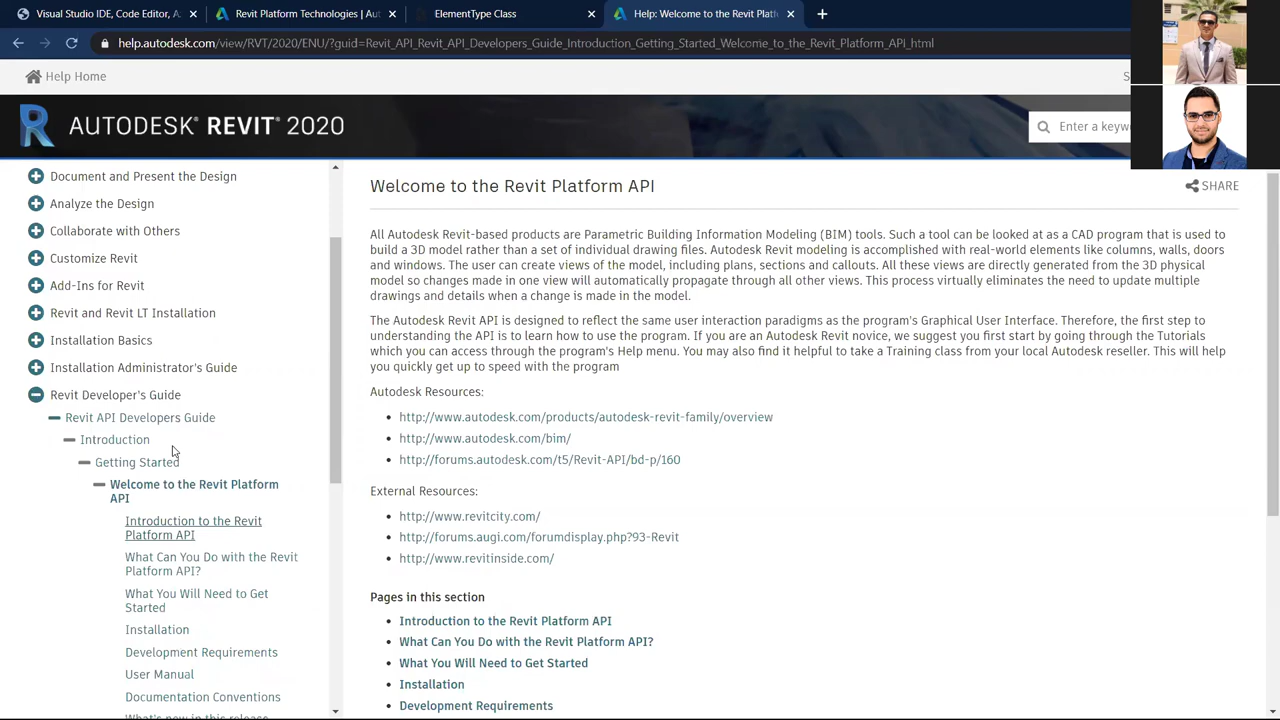 Visual Studio IDE, Code Editor, A
Revit Platform Technologies | Aut
ElementType Class
Help: Welcome to the Revit Platf
help.autodesk.com/view/RVT/2020/ENU/?guid=Revit_API_Revit_API_Developers_Guide_Introduction_Getting_Started_Welcome_to_the_Revit_Platform_API_html
Help Home
S
AUTODESK® REVIT® 2020
Enter a keyw
Document and Present the Design
Analyze the Design
Collaborate with Others
Customize Revit
Add-Ins for Revit
Revit and Revit LT Installation
Installation Basics
Installation Administrator's Guide
Revit Developer's Guide
Revit API Developers Guide
Introduction
Getting Started
Welcome to the Revit Platform
API
Introduction to the Revit
Platform API
What Can You Do with the Revit
Platform API?
What You Will Need to Get
Started
Installation
Development Requirements
User Manual
Documentation Conventions
What's new in this release
Welcome to the Revit Platform API
SHARE
All Autodesk Revit-based products are Parametric Building Information Modeling (BIM) tools. Such a tool can be looked at as a CAD program that is used to
build a 3D model rather than a set of individual drawing files. Autodesk Revit modeling is accomplished with real-world elements like columns, walls, doors
and windows. The user can create views of the model, including plans, sections and callouts. All these views are directly generated from the 3D physical
model so changes made in one view will automatically propagate through all other views. This process virtually eliminates the need to update multiple
drawings and details when a change is made in the model.
The Autodesk Revit API is designed to reflect the same user interaction paradigms as the program's Graphical User Interface. Therefore, the first step to
understanding the API is to learn how to use the program. If you are an Autodesk Revit novice, we suggest you first start by going through the Tutorials
which you can access through the program's Help menu. You may also find it helpful to take a Training class from your local Autodesk reseller. This will help
you quickly get up to speed with the program
Autodesk Resources:
http://www.autodesk.com/products/autodesk-revit-family/overview
http://www.autodesk.com/bim/
http://forums.autodesk.com/t5/Revit-API/bd-p/160
External Resources:
http://www.revitcity.com/
http://forums.augi.com/forumdisplay.php?93-Revit
http://www.revitinside.com/
Pages in this section
Introduction to the Revit Platform API
What Can You Do with the Revit Platform API?
What You Will Need to Get Started
Installation
Development Requirements